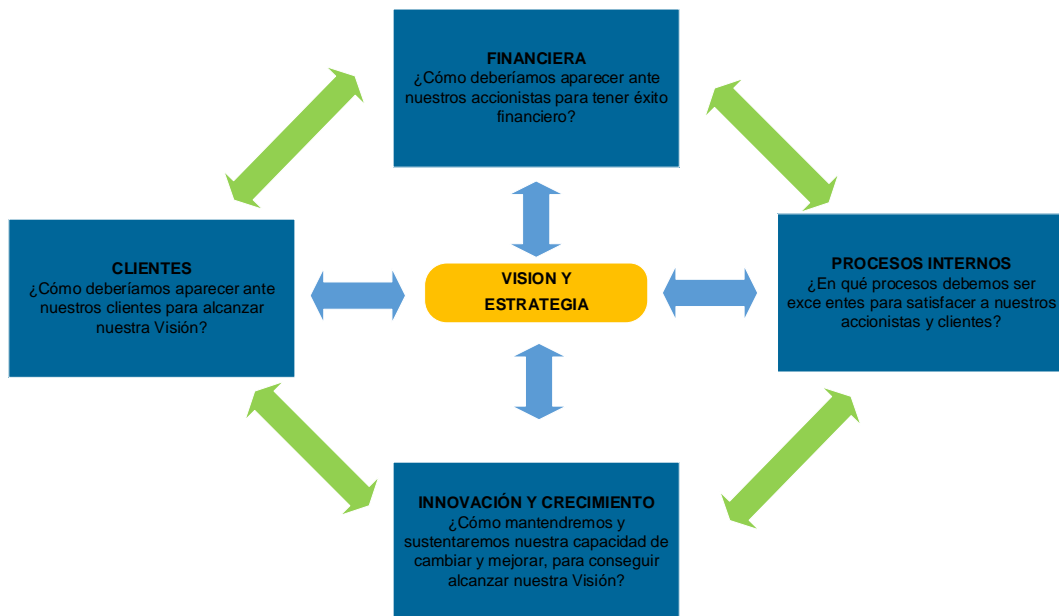 FINANCIERA
¿Cómo deberíamos aparecer ante
nuestros accionistas para tener éxito
financiero?
CLIENTES
¿Cómo deberíamos aparecer ante
nuestros clientes para alcanzar
nuestra Visión?
VISION Y
ESTRATEGIA
PROCESOS INTERNOS
¿En qué procesos debemos ser
exce entes para satisfacer a nuestros
accionistas y clientes?
INNOVACIÓN Y CRECIMIENTO
¿Cómo mantendremos y
sustentaremos nuestra capacidad de
cambiar y mejorar, para conseguir
alcanzar nuestra Visión?